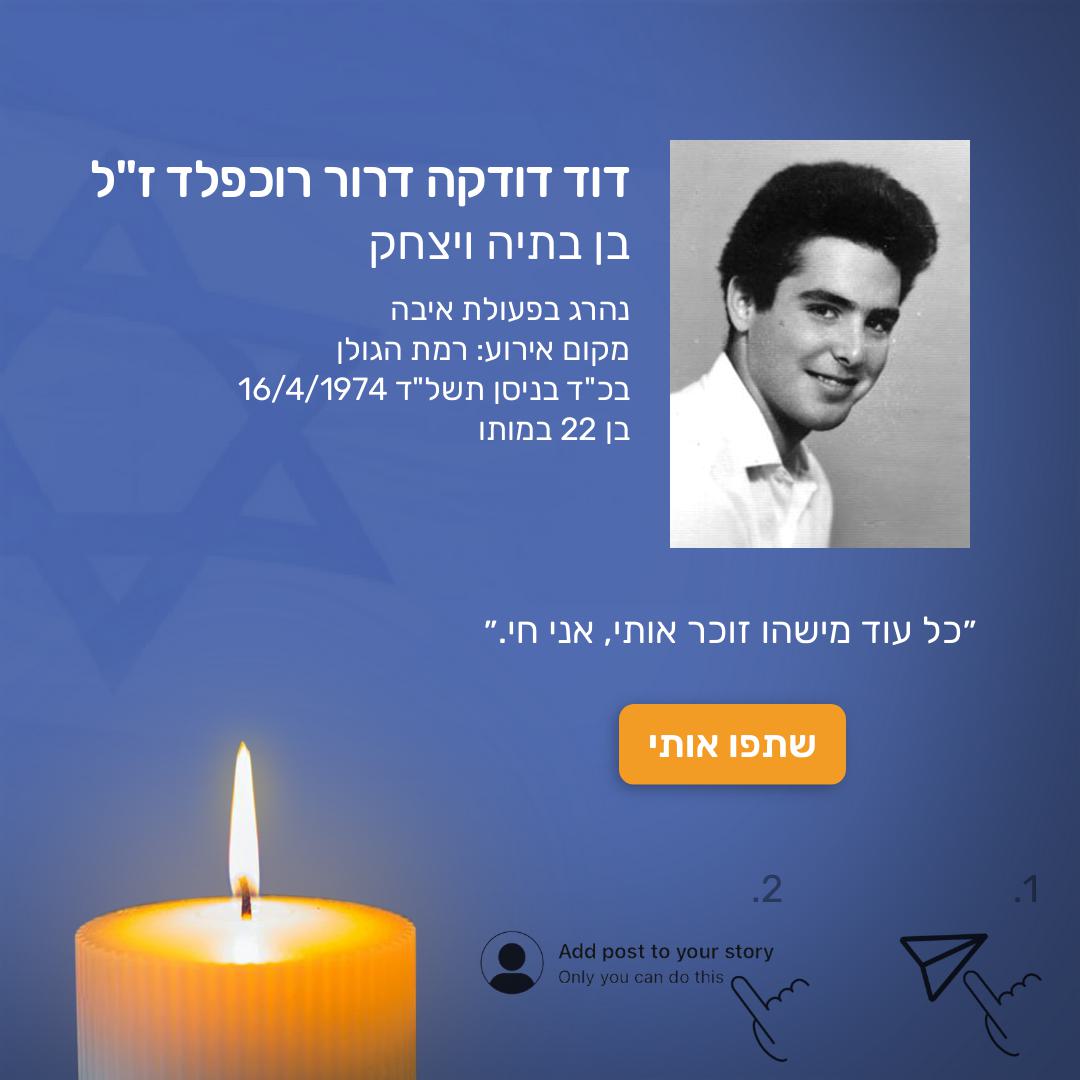 דוד דודקה דרור רוכפלד ז"ל
בן בתיה ויצחק
נהרג בפעולת איבה
מקום אירוע: רמת הגולן
בכ"ד בניסן תשל"ד 16/4/1974
בן 22 במותו
״כל עוד מישהו זוכר אותי, אני חי.״
שתפו אותי
1.
2.
Add post to your story
Only you can do this